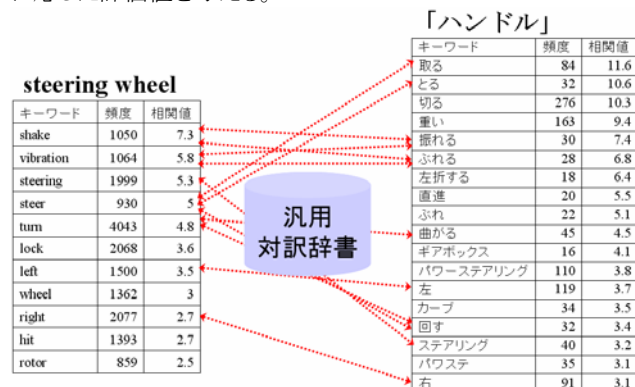 「ハンドル」
steering wheel
キーワード 頻度 相関値
shake 1050 7.3
vibration 1064 5.8
steering 1999 5.3
steer 930 5
turn 4043 4.8
lock 2068 3.6
left 1500 3.5
wheel 1362 3
right 2077 2.7
hit 1393 2.7
rotor 859 2.5
汎用
対訳辞書
キーワード 頻度 相関値
取る 84 11.6
とる 32 10.6
切る 276 10.3
重い 163 9.4
振れる 30 7.4
ぶれる 28 6.8
左折する 18 6.4
直進 20 5.5
ぶれ 22 5.1
曲がる 45 4.5
ギアボックス 16 4.1
パワーステアリング 110 3.8
左 119 3.7
カーブ 34 3.5
回す 32 3.4
ステアリング 40 3.2
パワステ 35 3.1
右 91 3.1